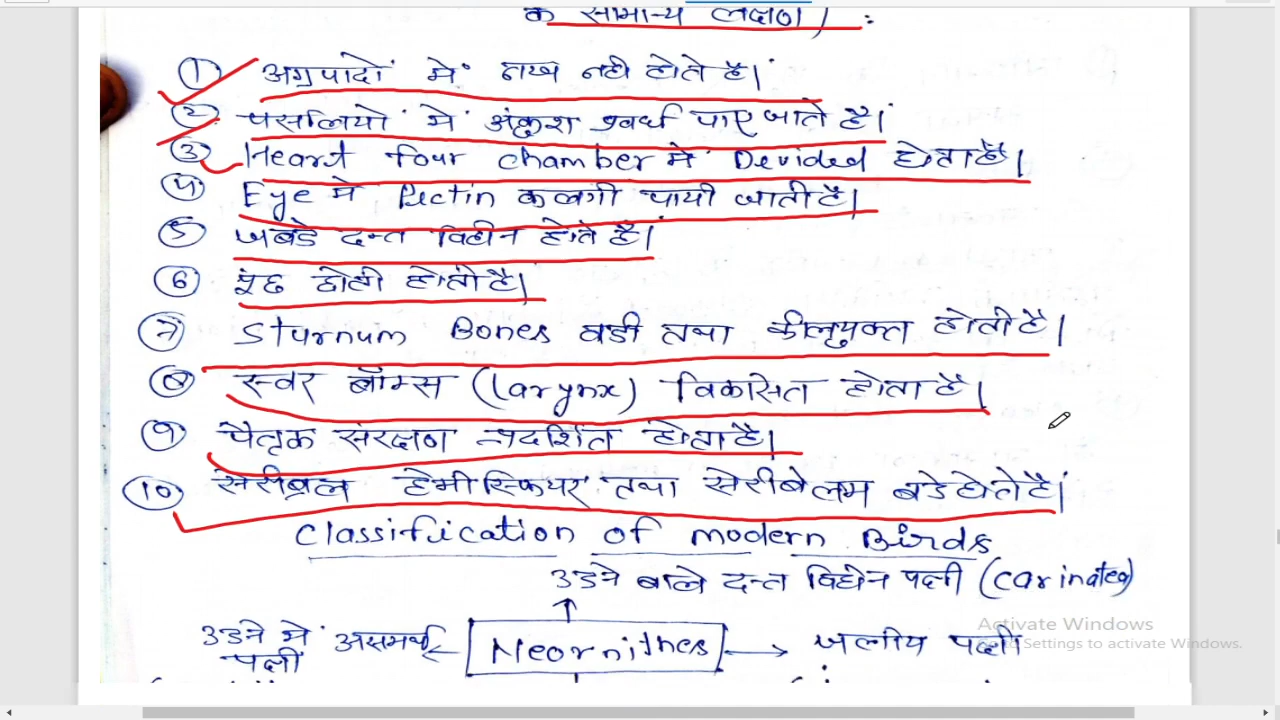 के सामान्य लक्षण) :
① अग्रपादों में नख नही होते है।
② पसलियों में अंकुश प्रवर्ध पाए जाते है।
③ Heart four chamber में Devided होता है।
④ Eye में Pectin कलगी पायी जाती है।
⑤ जबडे दन्त विहीन होते है।
⑥ पूंछ छोटी होती है।
⑦ Sturnum Bones बडी तथा कीलयुक्त होती है।
⑧ स्वर बॉक्स (larynx) विकसित होता है।
⑨ पैतृक संरक्षण प्रदर्शित होता है।
⑩ सेरीब्रल हेमीस्फियर तथा सेरीबेलम बडे होते है।
Classification of modern Birds
उडने वाले दन्त विहीन पक्षी (carinatea)
उडने में असमर्थ पक्षी ← Neornithes → जलीय पक्षी
Activate Windows
to Settings to activate Windows.